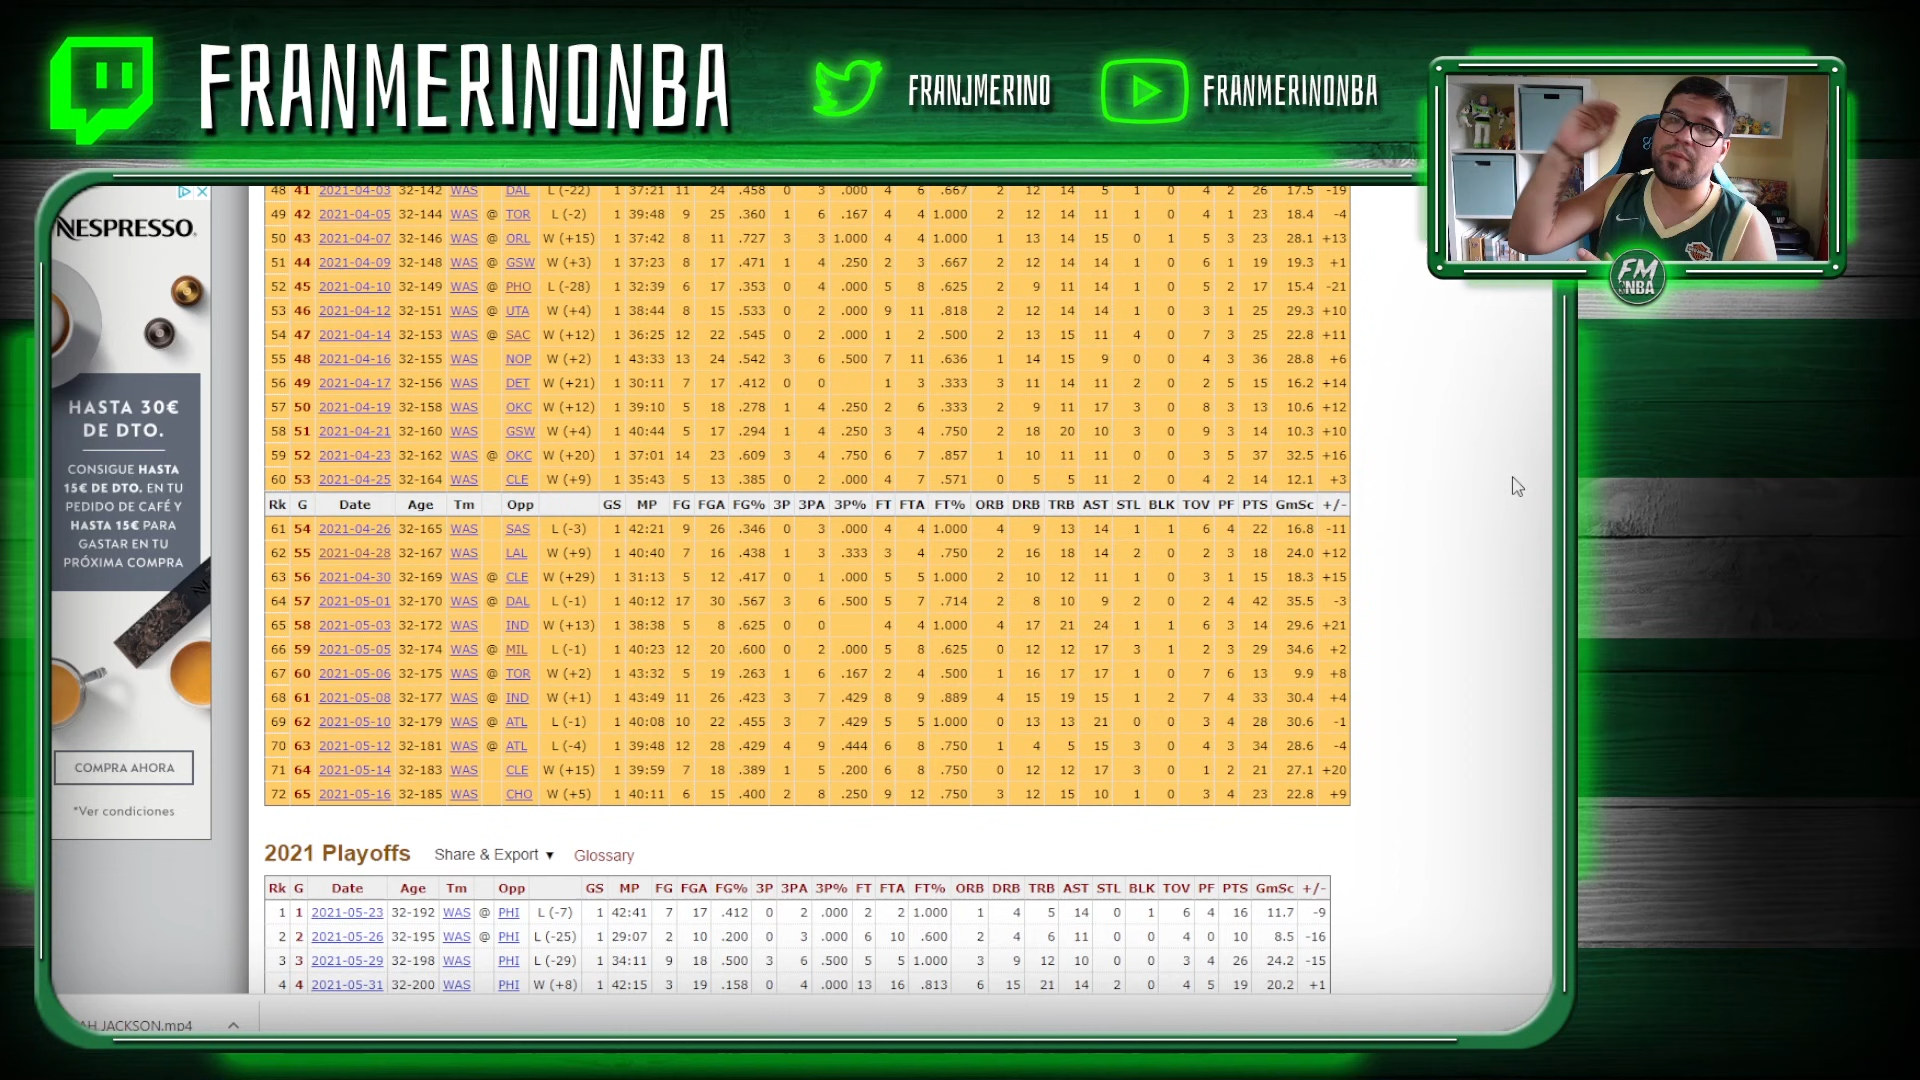 FRANMERINONBA
FRANJMERINO
FRANMERINONBA
FM
NBA
NESPRESSO.
HASTA 30€
DE DTO.
CONSIGUE HASTA
15€ DE DTO. EN TU
PEDIDO DE CAFÉ Y
HASTA 15€ PARA
GASTAR EN TU
PRÓXIMA COMPRA
COMPRA AHORA
*Ver condiciones
48 41 2021-04-03 32-142 WAS DAL L (-22) 1 37:21 11 24 .458 0 3 .000 4 6 .667 2 12 14 5 1 0 4 2 26 17.5 -19
49 42 2021-04-05 32-144 WAS @ TOR L (-2) 1 39:48 9 25 .360 1 6 .167 4 4 1.000 2 12 14 11 1 0 4 1 23 18.4 -4
50 43 2021-04-07 32-146 WAS @ ORL W (+15) 1 37:42 8 11 .727 3 3 1.000 4 4 1.000 1 13 14 15 0 1 5 3 23 28.1 +13
51 44 2021-04-09 32-148 WAS @ GSW W (+3) 1 37:23 8 17 .471 1 4 .250 2 3 .667 2 12 14 14 1 0 6 1 19 19.3 +1
52 45 2021-04-10 32-149 WAS @ PHO L (-28) 1 32:39 6 17 .353 0 4 .000 5 8 .625 2 9 11 14 1 0 5 2 17 15.4 -21
53 46 2021-04-12 32-151 WAS @ UTA W (+4) 1 38:44 8 15 .533 0 2 .000 9 11 .818 2 12 14 14 1 0 3 1 25 29.3 +10
54 47 2021-04-14 32-153 WAS @ SAC W (+12) 1 36:25 12 22 .545 0 2 .000 1 2 .500 2 13 15 11 4 0 7 3 25 22.8 +11
55 48 2021-04-16 32-155 WAS NOP W (+2) 1 43:33 13 24 .542 3 6 .500 7 11 .636 1 14 15 9 0 0 4 3 36 28.8 +6
56 49 2021-04-17 32-156 WAS DET W (+21) 1 30:11 7 17 .412 0 0 1 3 .333 3 11 14 11 2 0 2 5 15 16.2 +14
57 50 2021-04-19 32-158 WAS OKC W (+12) 1 39:10 5 18 .278 1 4 .250 2 6 .333 2 9 11 17 3 0 8 3 13 10.6 +12
58 51 2021-04-21 32-160 WAS GSW W (+4) 1 40:44 5 17 .294 1 4 .250 3 4 .750 2 18 20 10 3 0 9 3 14 10.3 +10
59 52 2021-04-23 32-162 WAS @ OKC W (+20) 1 37:01 14 23 .609 3 4 .750 6 7 .857 1 10 11 11 0 0 3 5 37 32.5 +16
60 53 2021-04-25 32-164 WAS CLE W (+9) 1 35:43 5 13 .385 0 2 .000 4 7 .571 0 5 5 11 2 0 4 2 14 12.1 +3
Rk G Date Age Tm Opp GS MP FG FGA FG% 3P 3PA 3P% FT FTA FT% ORB DRB TRB AST STL BLK TOV PF PTS GmSc +/-
61 54 2021-04-26 32-165 WAS SAS L (-3) 1 42:21 9 26 .346 0 3 .000 4 4 1.000 4 9 13 14 1 1 6 4 22 16.8 -11
62 55 2021-04-28 32-167 WAS LAL W (+9) 1 40:40 7 16 .438 1 3 .333 3 4 .750 2 16 18 14 2 0 2 3 18 24.0 +12
63 56 2021-04-30 32-169 WAS @ CLE W (+29) 1 31:13 5 12 .417 0 1 .000 5 5 1.000 2 10 12 11 1 0 3 1 15 18.3 +15
64 57 2021-05-01 32-170 WAS @ DAL L (-1) 1 40:12 17 30 .567 3 6 .500 5 7 .714 2 8 10 9 2 0 2 4 42 35.5 -3
65 58 2021-05-03 32-172 WAS IND W (+13) 1 38:38 5 8 .625 0 0 4 4 1.000 4 17 21 24 1 1 6 3 14 29.6 +21
66 59 2021-05-05 32-174 WAS @ MIL L (-1) 1 40:23 12 20 .600 0 2 .000 5 8 .625 0 12 12 17 3 1 2 3 29 34.6 +2
67 60 2021-05-06 32-175 WAS @ TOR W (+2) 1 43:32 5 19 .263 1 6 .167 2 4 .500 1 16 17 17 1 0 7 6 13 9.9 +8
68 61 2021-05-08 32-177 WAS @ IND W (+1) 1 43:49 11 26 .423 3 7 .429 8 9 .889 4 15 19 15 1 2 7 4 33 30.4 +4
69 62 2021-05-10 32-179 WAS @ ATL L (-1) 1 40:08 10 22 .455 3 7 .429 5 5 1.000 0 13 13 21 0 0 3 4 28 30.6 -1
70 63 2021-05-12 32-181 WAS @ ATL L (-4) 1 39:48 12 28 .429 4 9 .444 6 8 .750 1 4 5 15 3 0 4 3 34 28.6 -4
71 64 2021-05-14 32-183 WAS CLE W (+15) 1 39:59 7 18 .389 1 5 .200 6 8 .750 0 12 12 17 3 0 1 2 21 27.1 +20
72 65 2021-05-16 32-185 WAS CHO W (+5) 1 40:11 6 15 .400 2 8 .250 9 12 .750 3 12 15 10 1 0 3 4 23 22.8 +9
2021 Playoffs Share & Export ▼ Glossary
Rk G Date Age Tm Opp GS MP FG FGA FG% 3P 3PA 3P% FT FTA FT% ORB DRB TRB AST STL BLK TOV PF PTS GmSc +/-
1 1 2021-05-23 32-192 WAS @ PHI L (-7) 1 42:41 7 17 .412 0 2 .000 2 2 1.000 1 4 5 14 0 1 6 4 16 11.7 -9
2 2 2021-05-26 32-195 WAS @ PHI L (-25) 1 29:07 2 10 .200 0 3 .000 6 10 .600 2 4 6 11 0 0 4 0 10 8.5 -16
3 3 2021-05-29 32-198 WAS PHI L (-29) 1 34:11 9 18 .500 3 6 .500 5 5 1.000 3 9 12 10 0 0 3 4 26 24.2 -15
4 4 2021-05-31 32-200 WAS PHI W (+8) 1 42:15 3 19 .158 0 4 .000 13 16 .813 6 15 21 14 2 0 4 5 19 20.2 +1
AH JACKSON.mp4